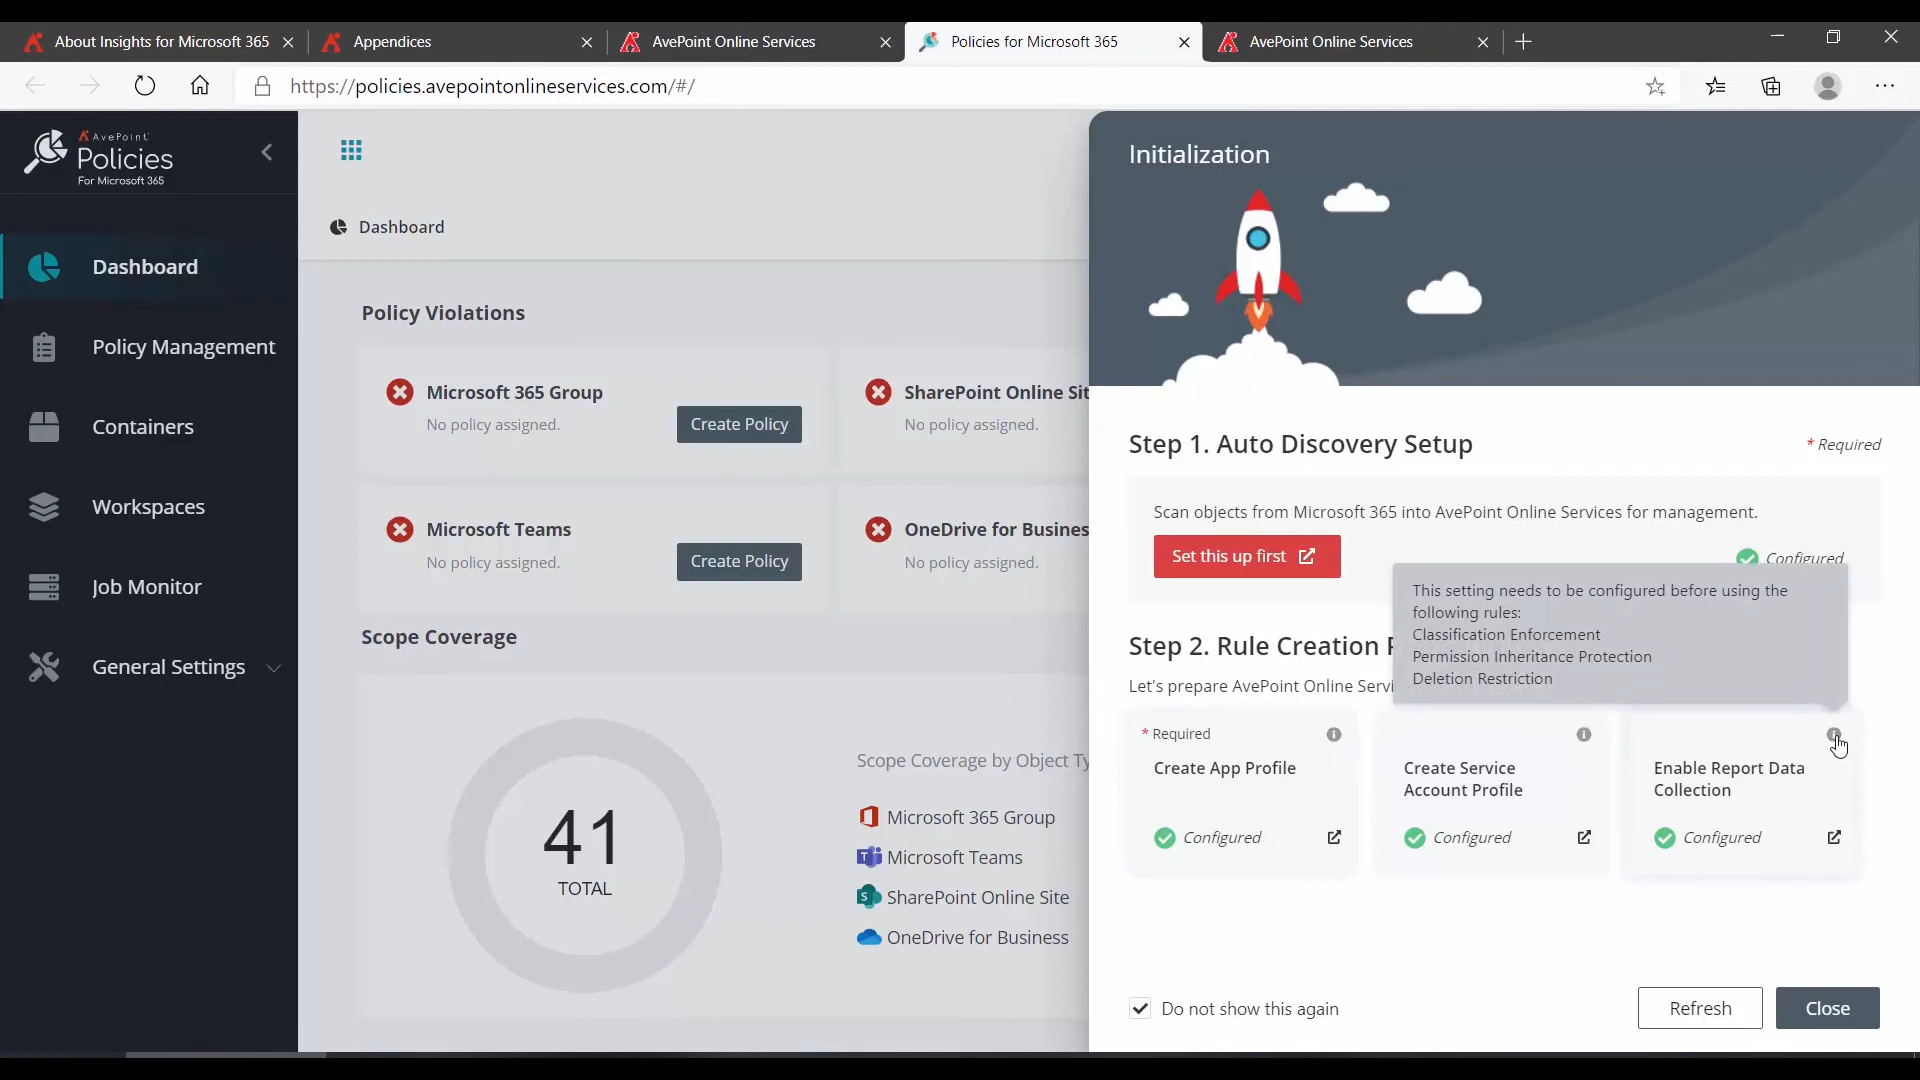 About Insights for Microsoft 365
Appendices
AvePoint Online Services
Policies for Microsoft 365
AvePoint Online Services
https://policies.avepointonlineservices.com/#/
AvePoint
Policies
For Microsoft 365
Dashboard
Policy Management
Containers
Workspaces
Job Monitor
General Settings
Dashboard
Policy Violations
Microsoft 365 Group
No policy assigned.
Create Policy
SharePoint Online Sit
No policy assigned.
Microsoft Teams
No policy assigned.
Create Policy
OneDrive for Busines
No policy assigned.
Scope Coverage
41
TOTAL
Scope Coverage by Object Ty
Microsoft 365 Group
Microsoft Teams
SharePoint Online Site
OneDrive for Business
Initialization
Step 1. Auto Discovery Setup
* Required
Scan objects from Microsoft 365 into AvePoint Online Services for management.
Set this up first
Configured
This setting needs to be configured before using the
following rules:
Classification Enforcement
Permission Inheritance Protection
Deletion Restriction
Step 2. Rule Creation
Let's prepare AvePoint Online Servi
* Required
Create App Profile
Configured
Create Service
Account Profile
Configured
Enable Report Data
Collection
Configured
Do not show this again
Refresh
Close